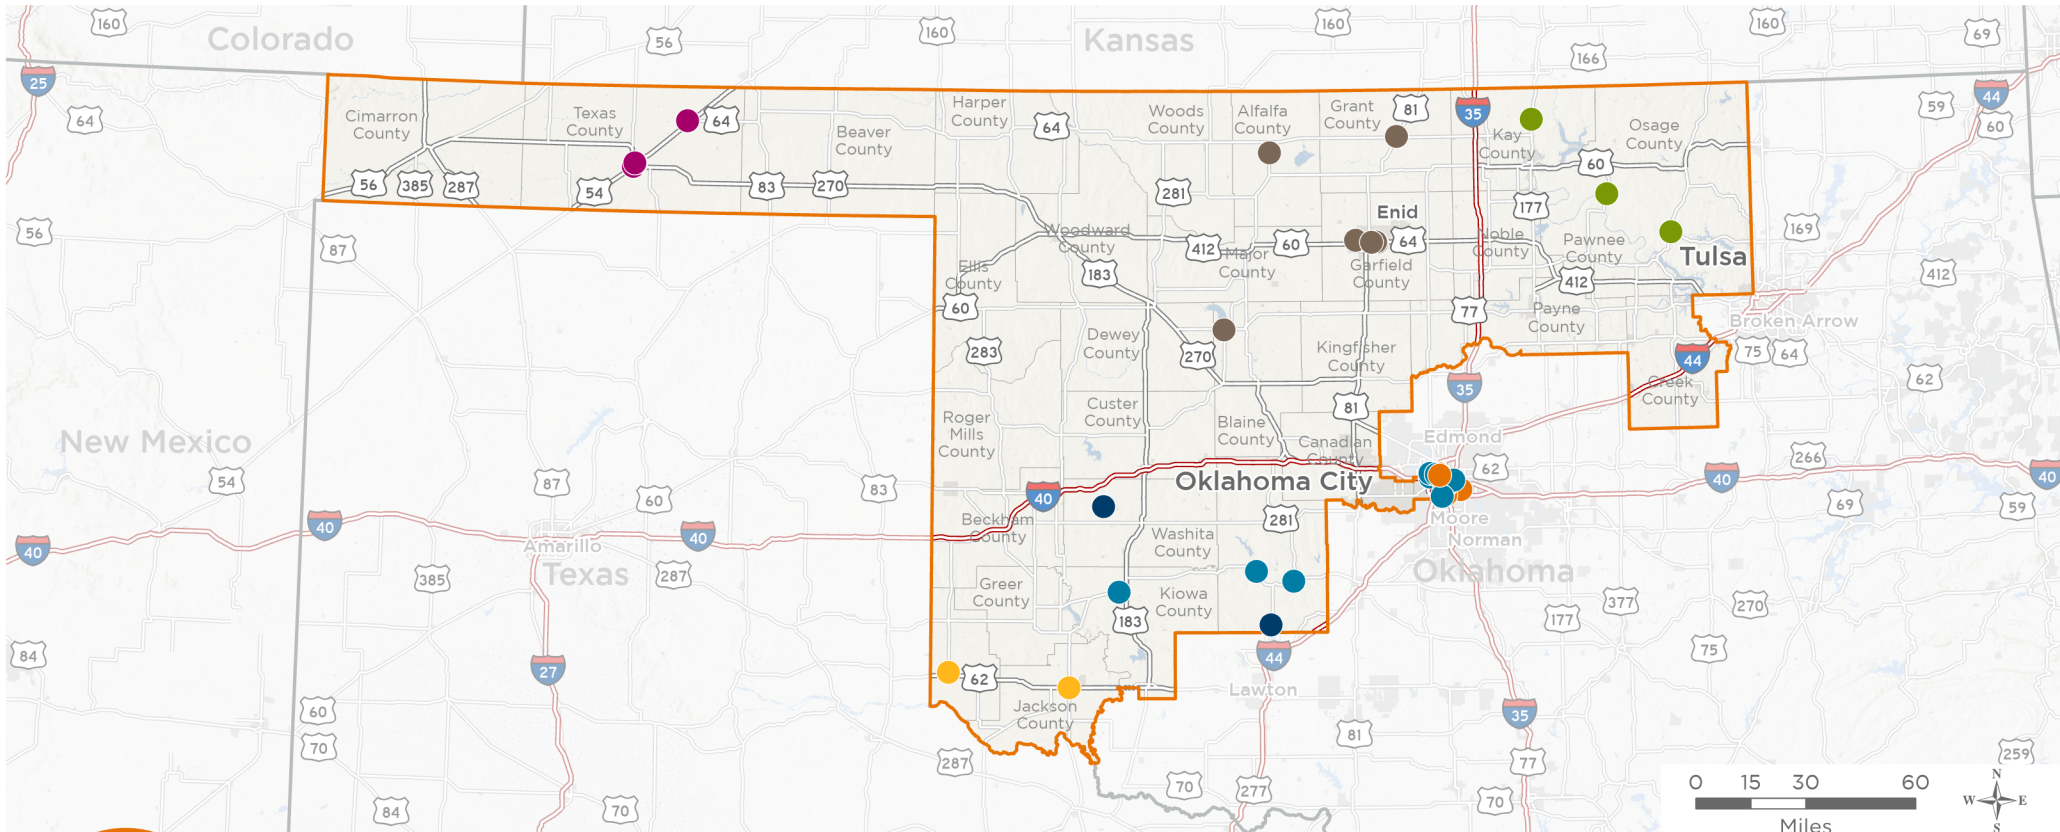 160
56
160
Kansas
160
160
69
Colorado
166
25
64
44
59
60
Cimarron
County
Texas
County
64
Beaver
County
Harper
County
64
Woods
County
Alfalfa
County
Grant
County
81
35
Kay
County
Osage
County
60
56
385
287
54
83
270
281
177
Enid
169
56
87
Woodward
County
412
60
64
Noble
County
Pawnee
County
Tulsa
Ellis
County
183
Major
County
Garfield
County
412
412
60
77
Payne
County
Broken Arrow
283
Dewey
County
270
Kingfisher
County
44
75
64
62
35
Creek
County
Roger
Mills
County
Custer
County
Blaine
County
81
Canadian
County
Edmond
New Mexico
54
87
60
83
Oklahoma City
62
266
40
40
40
40
40
40
Beckham
County
281
Moore
Norman
69
59
Amarillo
Texas
385
287
Washita
County
Oklahoma
Greer
County
Kiowa
County
183
377
270
177
84
27
62
44
75
Lawton
60
70
Jackson
County
35
81
287
77
259
84
70
70
277
70
0 15 30 60
Miles
N
W E
S